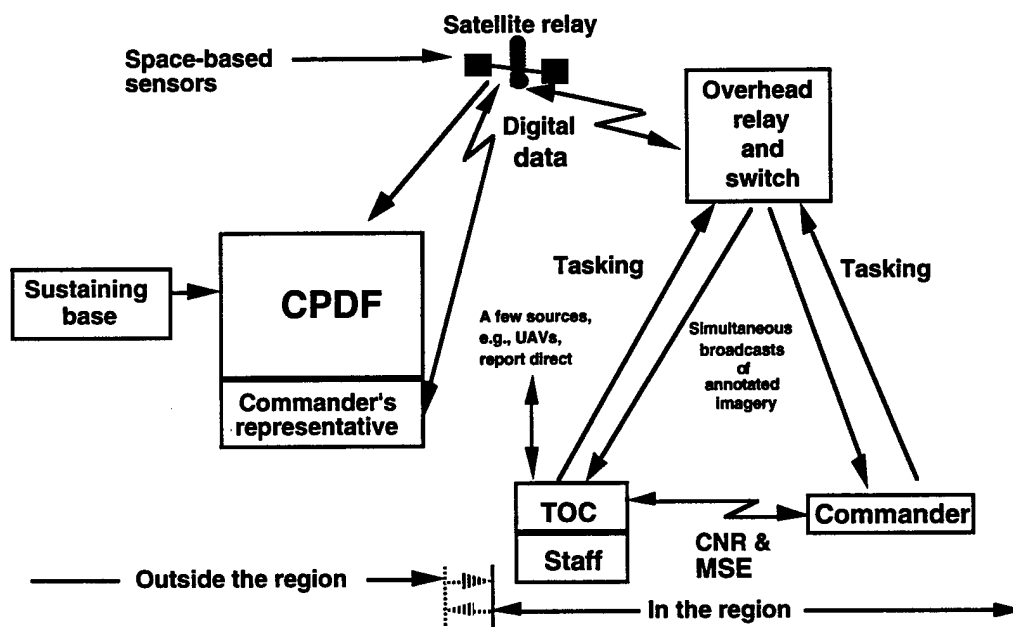 Satellite relay
Space-based
sensors
Digital
data
Overhead
relay
and
switch
Sustaining
base
CPDF
Commander's
representative
Tasking
Tasking
A few sources,
e.g., UAVs,
report direct
Simultaneous
broadcasts
of
annotated
imagery
TOC
Staff
Commander
CNR &
MSE
Outside the region
In the region